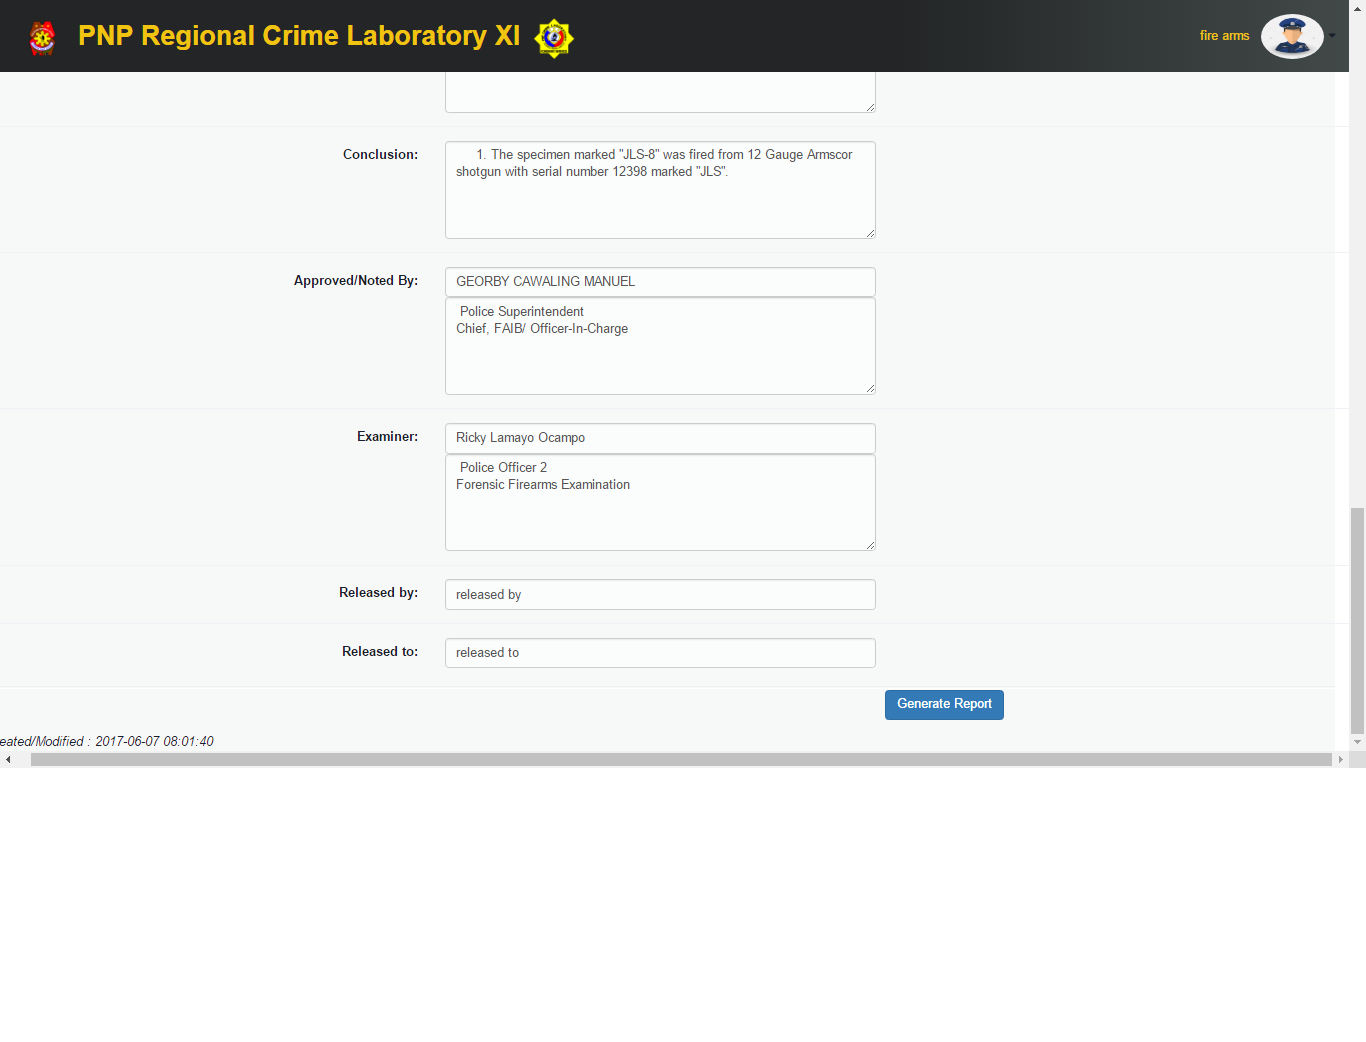 PNP Regional Crime Laboratory XI
fire arms
Conclusion:
1. The specimen marked "JLS-8" was fired from 12 Gauge Armscor
shotgun with serial number 12398 marked "JLS".
Approved/Noted By:
GEORBY CAWALING MANUEL
Police Superintendent
Chief, FAIB/ Officer-In-Charge
Examiner:
Ricky Lamayo Ocampo
Police Officer 2
Forensic Firearms Examination
Released by:
released by
Released to:
released to
Generate Report
eated/Modified : 2017-06-07 08:01:40